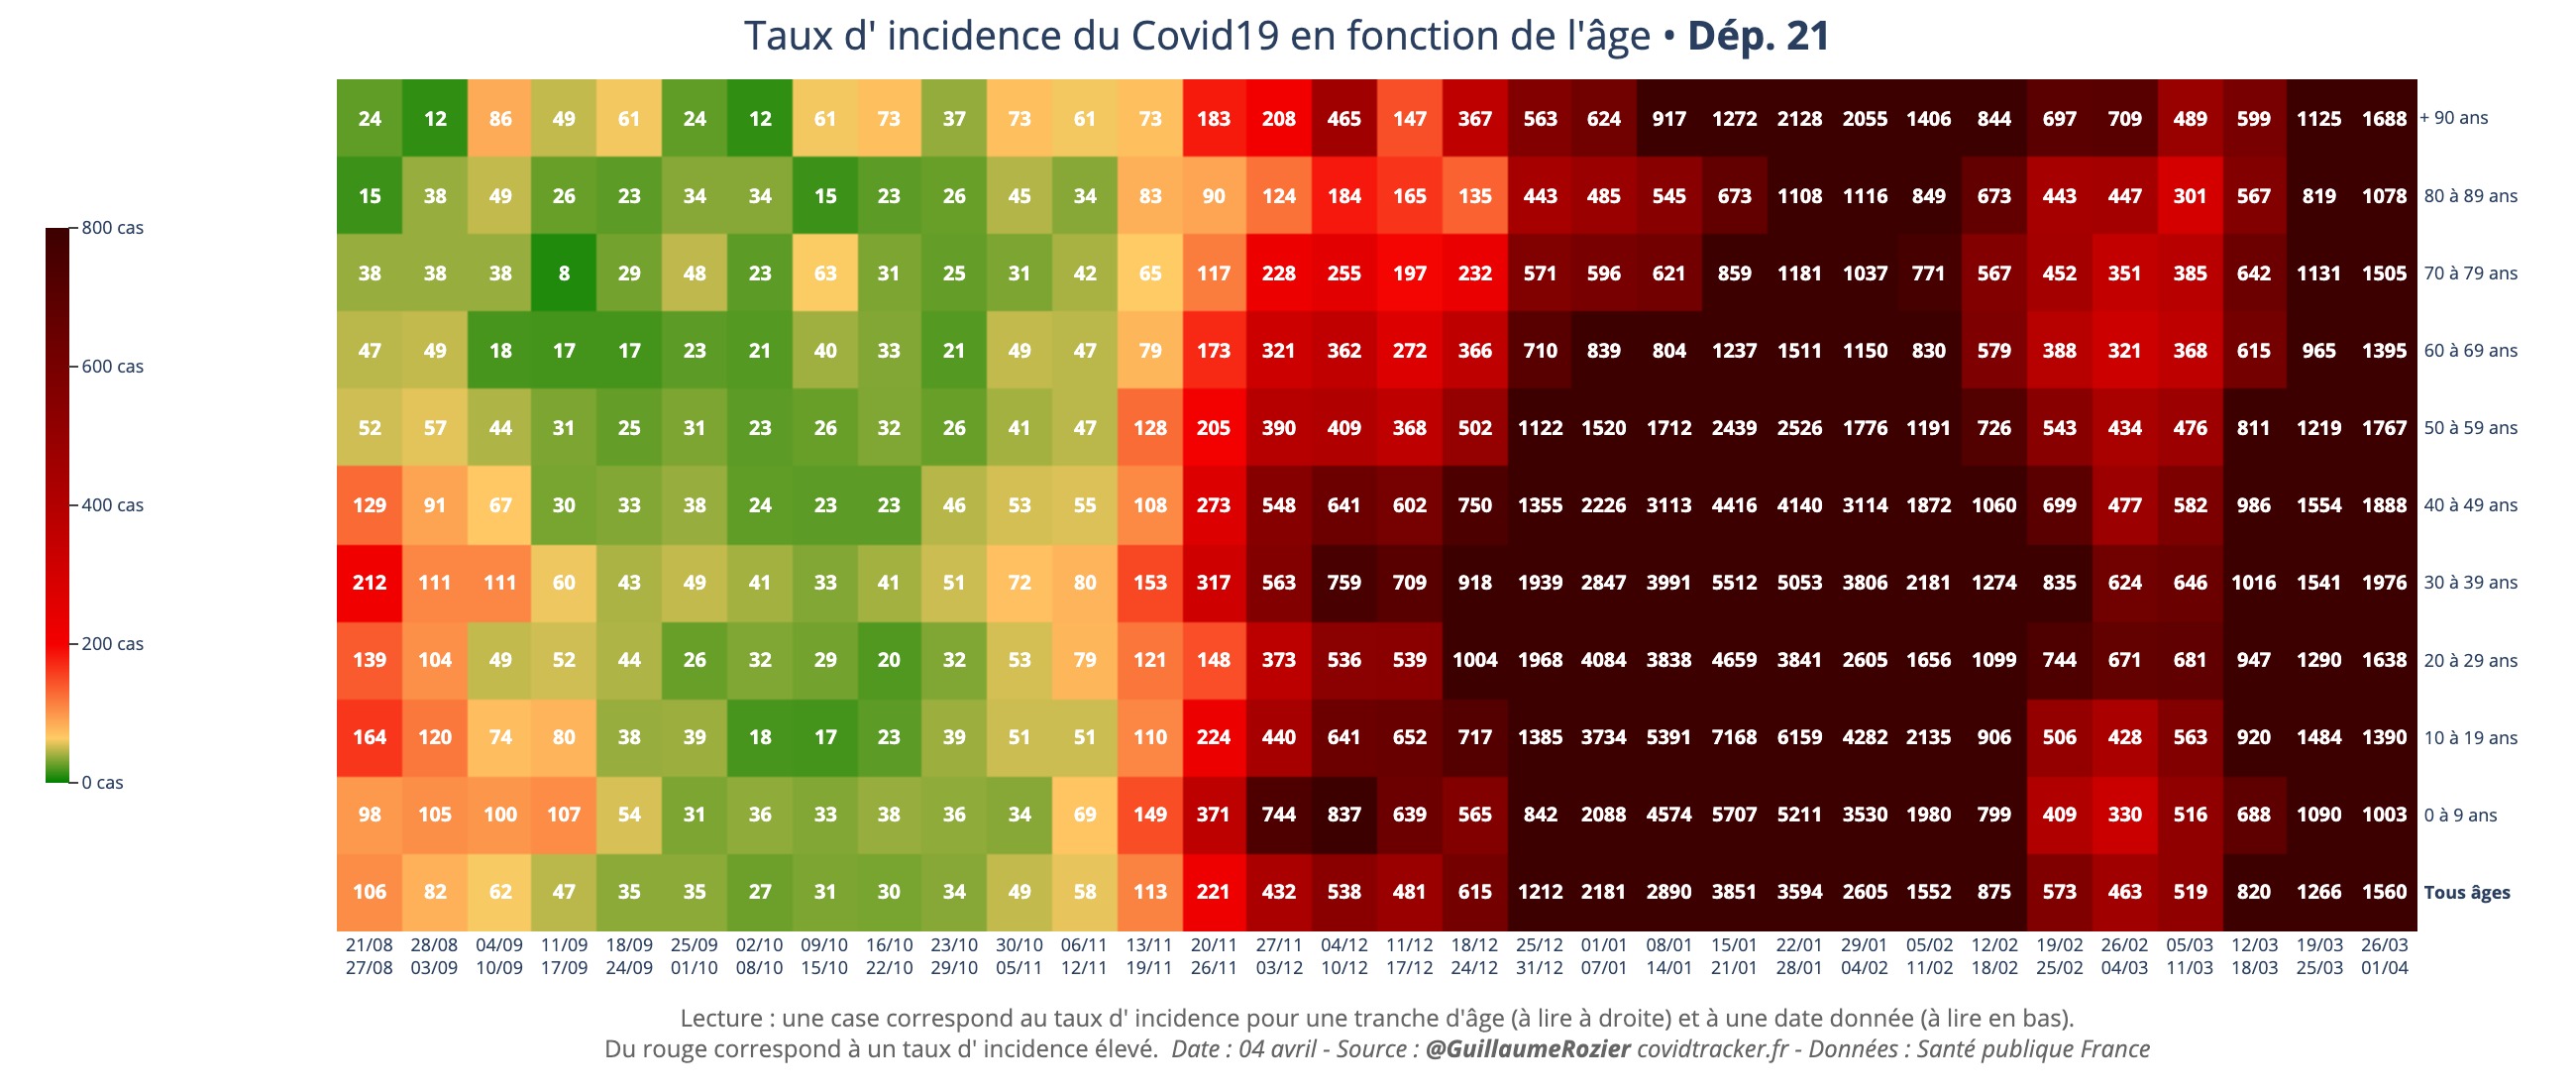 Taux d' incidence du Covid19 en fonction de l'âge • Dép. 21
800 cas
600 cas
400 cas
200 cas
0 cas
24 12 86 49 61 24 12 61 73 37 73 61 73 183 208 465 147 367 563 624 917 1272 2128 2055 1406 844 697 709 489 599 1125 1688 + 90 ans
15 38 49 26 23 34 34 15 23 26 45 34 83 90 124 184 165 135 443 485 545 673 1108 1116 849 673 443 447 301 567 819 1078 80 à 89 ans
38 38 38 8 29 48 23 63 31 25 31 42 65 117 228 255 197 232 571 596 621 859 1181 1037 771 567 452 351 385 642 1131 1505 70 à 79 ans
47 49 18 17 17 23 21 40 33 21 49 47 79 173 321 362 272 366 710 839 804 1237 1511 1150 830 579 388 321 368 615 965 1395 60 à 69 ans
52 57 44 31 25 31 23 26 32 26 41 47 128 205 390 409 368 502 1122 1520 1712 2439 2526 1776 1191 726 543 434 476 811 1219 1767 50 à 59 ans
129 91 67 30 33 38 24 23 23 46 53 55 108 273 548 641 602 750 1355 2226 3113 4416 4140 3114 1872 1060 699 477 582 986 1554 1888 40 à 49 ans
212 111 111 60 43 49 41 33 41 51 72 80 153 317 563 759 709 918 1939 2847 3991 5512 5053 3806 2181 1274 835 624 646 1016 1541 1976 30 à 39 ans
139 104 49 52 44 26 32 29 20 32 53 79 121 148 373 536 539 1004 1968 4084 3838 4659 3841 2605 1656 1099 744 671 681 947 1290 1638 20 à 29 ans
164 120 74 80 38 39 18 17 23 39 51 51 110 224 440 641 652 717 1385 3734 5391 7168 6159 4282 2135 906 506 428 563 920 1484 1390 10 à 19 ans
98 105 100 107 54 31 36 33 38 36 34 69 149 371 744 837 639 565 842 2088 4574 5707 5211 3530 1980 799 409 330 516 688 1090 1003 0 à 9 ans
106 82 62 47 35 35 27 31 30 34 49 58 113 221 432 538 481 615 1212 2181 2890 3851 3594 2605 1552 875 573 463 519 820 1266 1560 Tous âges
21/08 28/08 04/09 11/09 18/09 25/09 02/10 09/10 16/10 23/10 30/10 06/11 13/11 20/11 27/11 04/12 11/12 18/12 25/12 01/01 08/01 15/01 22/01 29/01 05/02 12/02 19/02 26/02 05/03 12/03 19/03 26/03
27/08 03/09 10/09 17/09 24/09 01/10 08/10 15/10 22/10 29/10 05/11 12/11 19/11 26/11 03/12 10/12 17/12 24/12 31/12 07/01 14/01 21/01 28/01 04/02 11/02 18/02 25/02 04/03 11/03 18/03 25/03 01/04
Lecture : une case correspond au taux d' incidence pour une tranche d'âge (à lire à droite) et à une date donnée (à lire en bas).
Du rouge correspond à un taux d' incidence élevé. Date : 04 avril - Source : @GuillaumeRozier covidtracker.fr - Données : Santé publique France